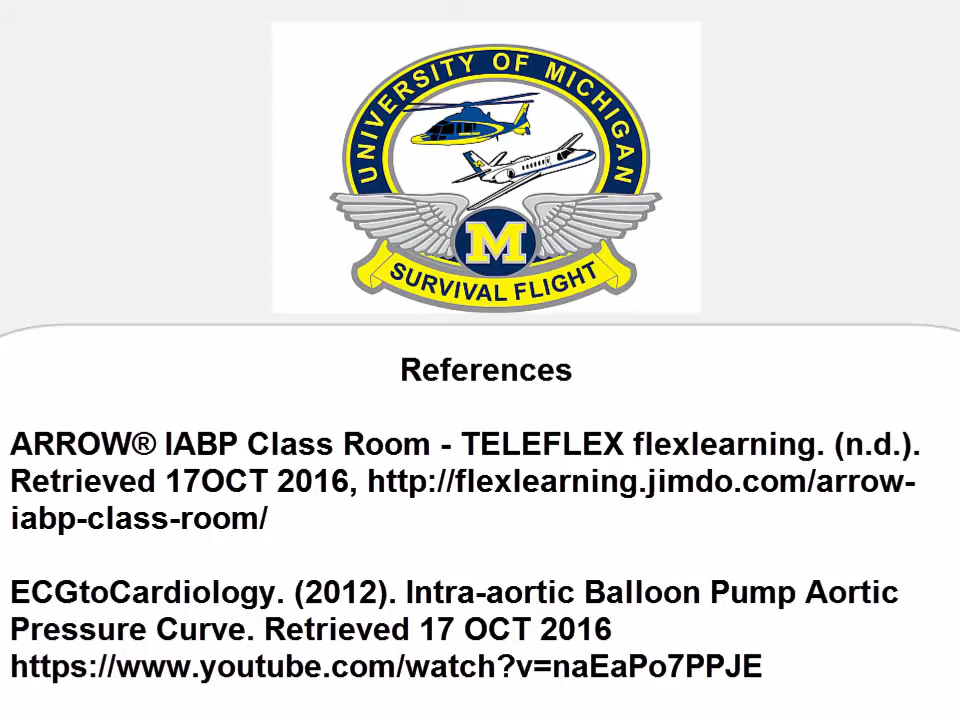 UNIVERSITY OF MICHIGAN
M
SURVIVAL FLIGHT
References
ARROW® IABP Class Room - TELEFLEX flexlearning. (n.d.).
Retrieved 17OCT 2016, http://flexlearning.jimdo.com/arrow-
iabp-class-room/
ECGtoCardiology. (2012). Intra-aortic Balloon Pump Aortic
Pressure Curve. Retrieved 17 OCT 2016
https://www.youtube.com/watch?v=naEaPo7PPJE